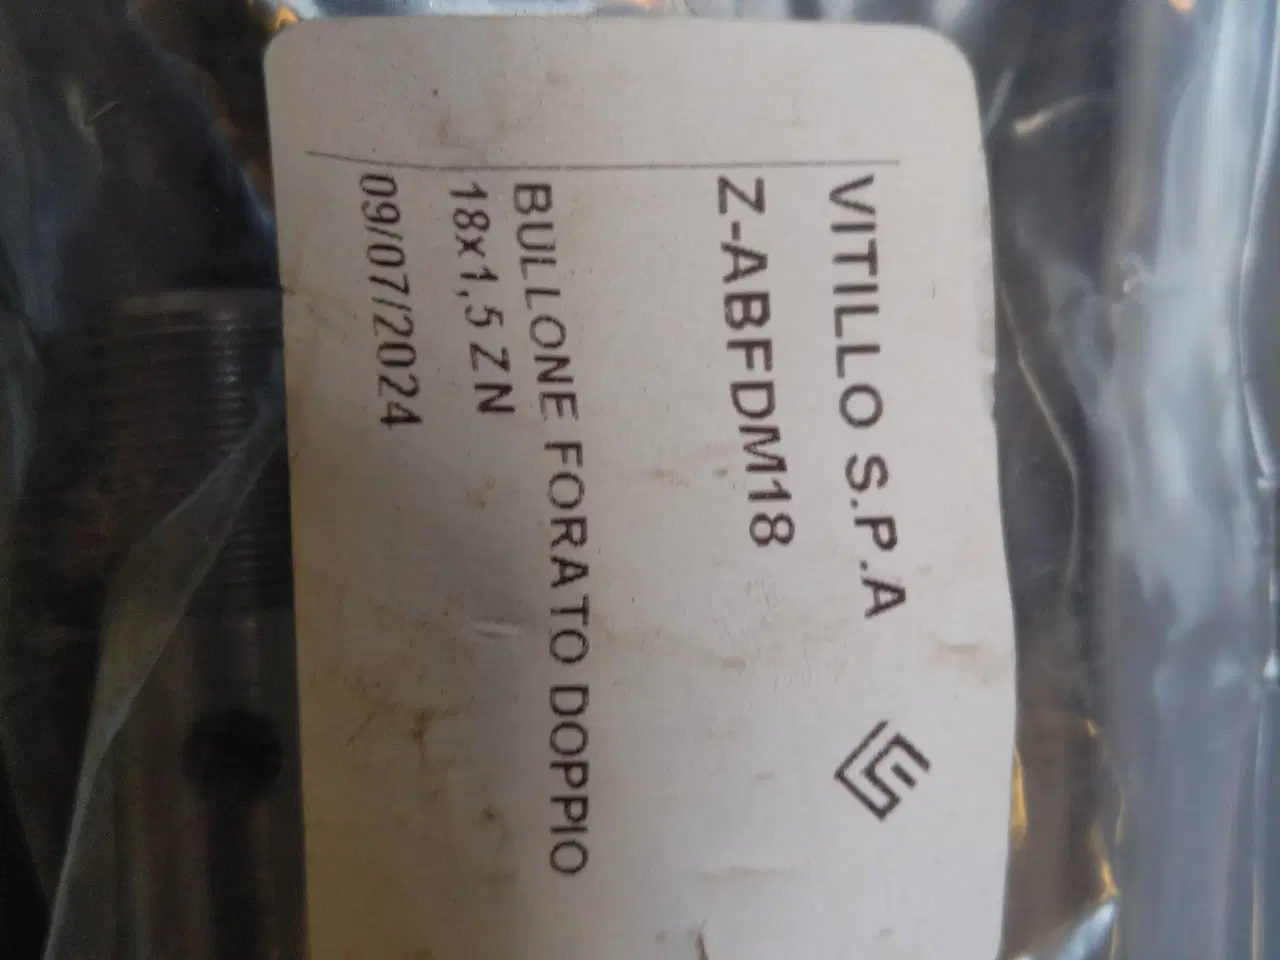 VITILLO S.P.A
Z-ABFDM18
BULLONE FORATO DOPPIO
18x1,5 ZN
09/07/2024